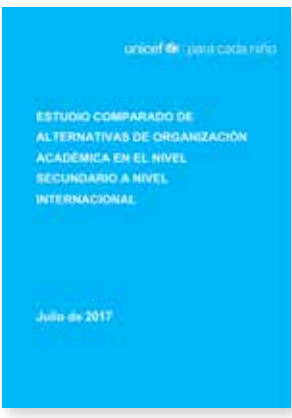 unicef para cada niño
ESTUDIO COMPARADO DE
ALTERNATIVAS DE ORGANIZACIÓN
ACADÉMICA EN EL NIVEL
SECUNDARIO A NIVEL
INTERNACIONAL
Julio de 2017